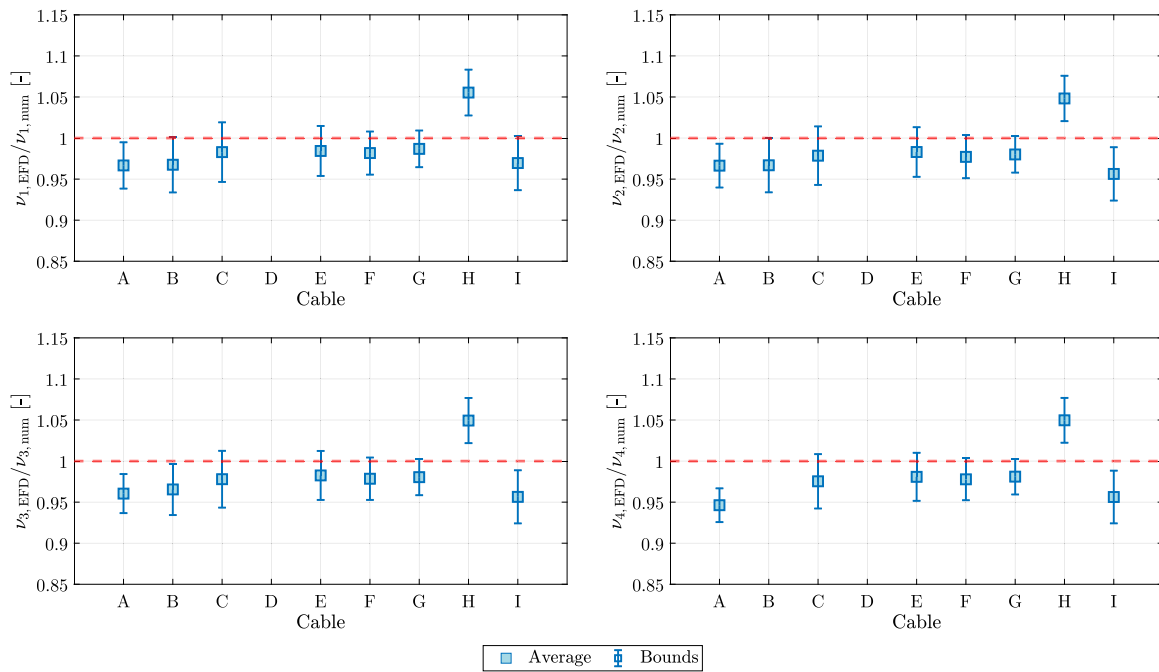 1.15
1.1
1.05
1
0.95
0.9
0.85
ν1,EFD/ν1,num [-]
A B C D E F G H I
Cable
1.15
1.1
1.05
1
0.95
0.9
0.85
ν2,EFD/ν2,num [-]
A B C D E F G H I
Cable
1.15
1.1
1.05
1
0.95
0.9
0.85
ν3,EFD/ν3,num [-]
A B C D E F G H I
Cable
1.15
1.1
1.05
1
0.95
0.9
0.85
ν4,EFD/ν4,num [-]
A B C D E F G H I
Cable
Average Bounds